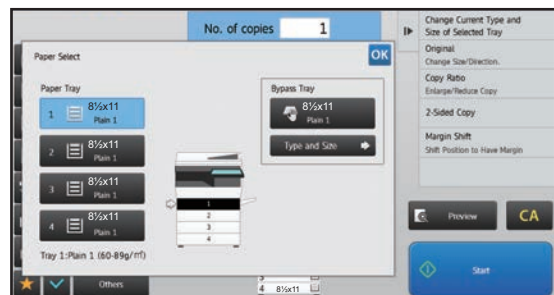 No. of copies 1
Paper Select
OK
Paper Tray
1 8½x11
Plain 1
2 8½x11
Plain 1
3 8½x11
Plain 1
4 8½x11
Plain 1
Tray 1:Plain 1 (60-89g/㎡)
1
2
3
4
Bypass Tray
8½x11
Plain 1
Type and Size
Others
4 8½x11
Change Current Type and
Size of Selected Tray
Original
Change Size/Direction.
Copy Ratio
Enlarge/Reduce Copy
2-Sided Copy
Margin Shift
Shift Position to Have Margin
Preview
CA
Start